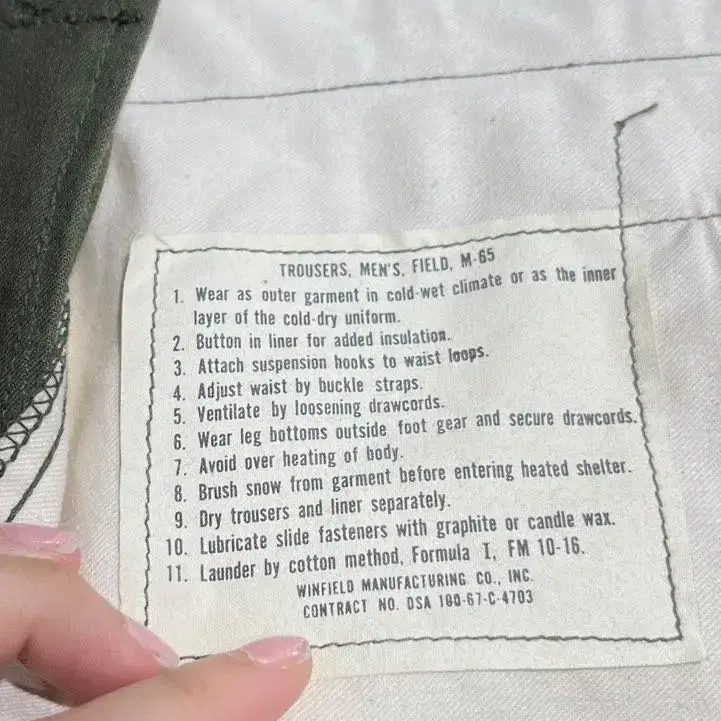 TROUSERS, MEN'S, FIELD, M-65
1. Wear as outer garment in cold-wet climate or as the inner
layer of the cold-dry uniform.
2. Button in liner for added insulation.
3. Attach suspension hooks to waist loops.
4. Adjust waist by buckle straps.
5. Ventilate by loosening drawcords.
6. Wear leg bottoms outside foot gear and secure drawcords.
7. Avoid over heating of body.
8. Brush snow from garment before entering heated shelter.
9. Dry trousers and liner separately.
10. Lubricate slide fasteners with graphite or candle wax.
11. Launder by cotton method, Formula I, FM 10-16.
WINFIELD MANUFACTURING CO., INC.
CONTRACT NO. DSA 100-67-C-4703